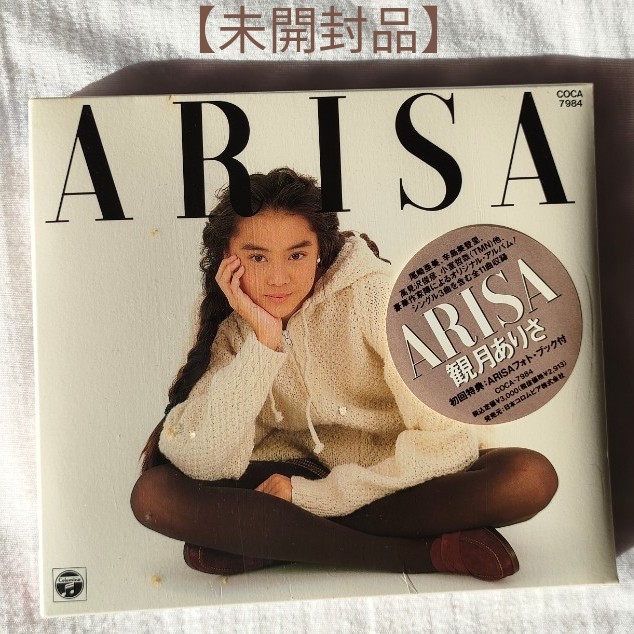 【未開封品】
COCA
7984
ARISA
尾崎亜美、宇島美智里、
高見沢俊彦、小室哲哉(TMN)他、
豪華作家陣によるオリジナル・アルバム!
シングル3曲を含む全11曲収録
ARISA
観月ありさ
初回特典:ARISAフォト・ブック付
COCA-7984
税込定価¥3,000(税抜価格¥2,913)
発売元:日本コロムビア株式会社
Columbia